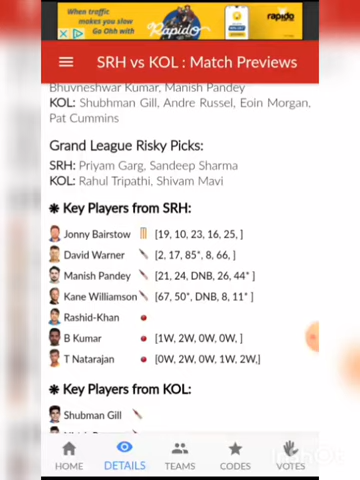 When traffic
makes you slow
Go Ohh with
Rapido
rapido
SRH vs KOL : Match Previews
Bhuvneshwar Kumar, Manish Pandey
KOL: Shubhman Gill, Andre Russel, Eoin Morgan,
Pat Cummins
Grand League Risky Picks:
SRH: Priyam Garg, Sandeep Sharma
KOL: Rahul Tripathi, Shivam Mavi
✱ Key Players from SRH:
Jonny Bairstow [19, 10, 23, 16, 25, ]
David Warner [2, 17, 85*, 8, 66, ]
Manish Pandey [21, 24, DNB, 26, 44* ]
Kane Williamson [67, 50*, DNB, 8, 11* ]
Rashid-Khan
B Kumar [1W, 2W, 0W, 0W, ]
T Natarajan [0W, 2W, 0W, 1W, 2W,]
✱ Key Players from KOL:
Shubman Gill
HOME DETAILS TEAMS CODES VOTES